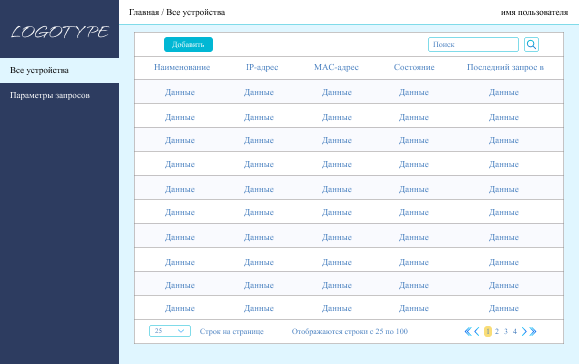 LOGOTYPE
Главная / Все устройства
имя пользователя
Все устройства
Параметры запросов
Добавить
Поиск
Наименование IP-адрес MAC-адрес Состояние Последний запрос в
Данные Данные Данные Данные Данные
Данные Данные Данные Данные Данные
Данные Данные Данные Данные Данные
Данные Данные Данные Данные Данные
Данные Данные Данные Данные Данные
Данные Данные Данные Данные Данные
Данные Данные Данные Данные Данные
Данные Данные Данные Данные Данные
Данные Данные Данные Данные Данные
Данные Данные Данные Данные Данные
25 Строк на странице Отображаются строки с 25 по 100 1 2 3 4